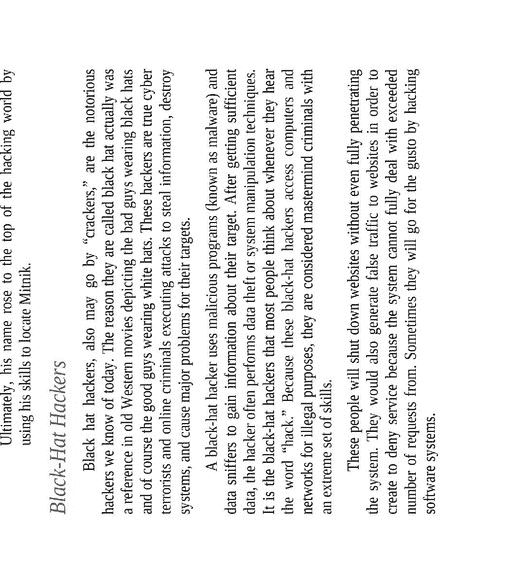 Ultimately, his name rose to the top of the hacking world by
using his skills to locate Mitnik.
Black-Hat Hackers
Black hat hackers, also may go by “crackers,” are the notorious
hackers we know of today. The reason they are called black hat actually was
a reference in old Western movies depicting the bad guys wearing black hats
and of course the good guys wearing white hats. These hackers are true cyber
terrorists and online criminals executing attacks to steal information, destroy
systems, and cause major problems for their targets.
A black-hat hacker uses malicious programs (known as malware) and
data sniffers to gain information about their target. After getting sufficient
data, the hacker often performs data theft or system manipulation techniques.
It is the black-hat hackers that most people think about whenever they hear
the word “hack.” Because these black-hat hackers access computers and
networks for illegal purposes, they are considered mastermind criminals with
an extreme set of skills.
These people will shut down websites without even fully penetrating
the system. They would also generate false traffic to websites in order to
create to deny service because the system cannot fully deal with exceeded
number of requests from. Sometimes they will go for the gusto by hacking
software systems.